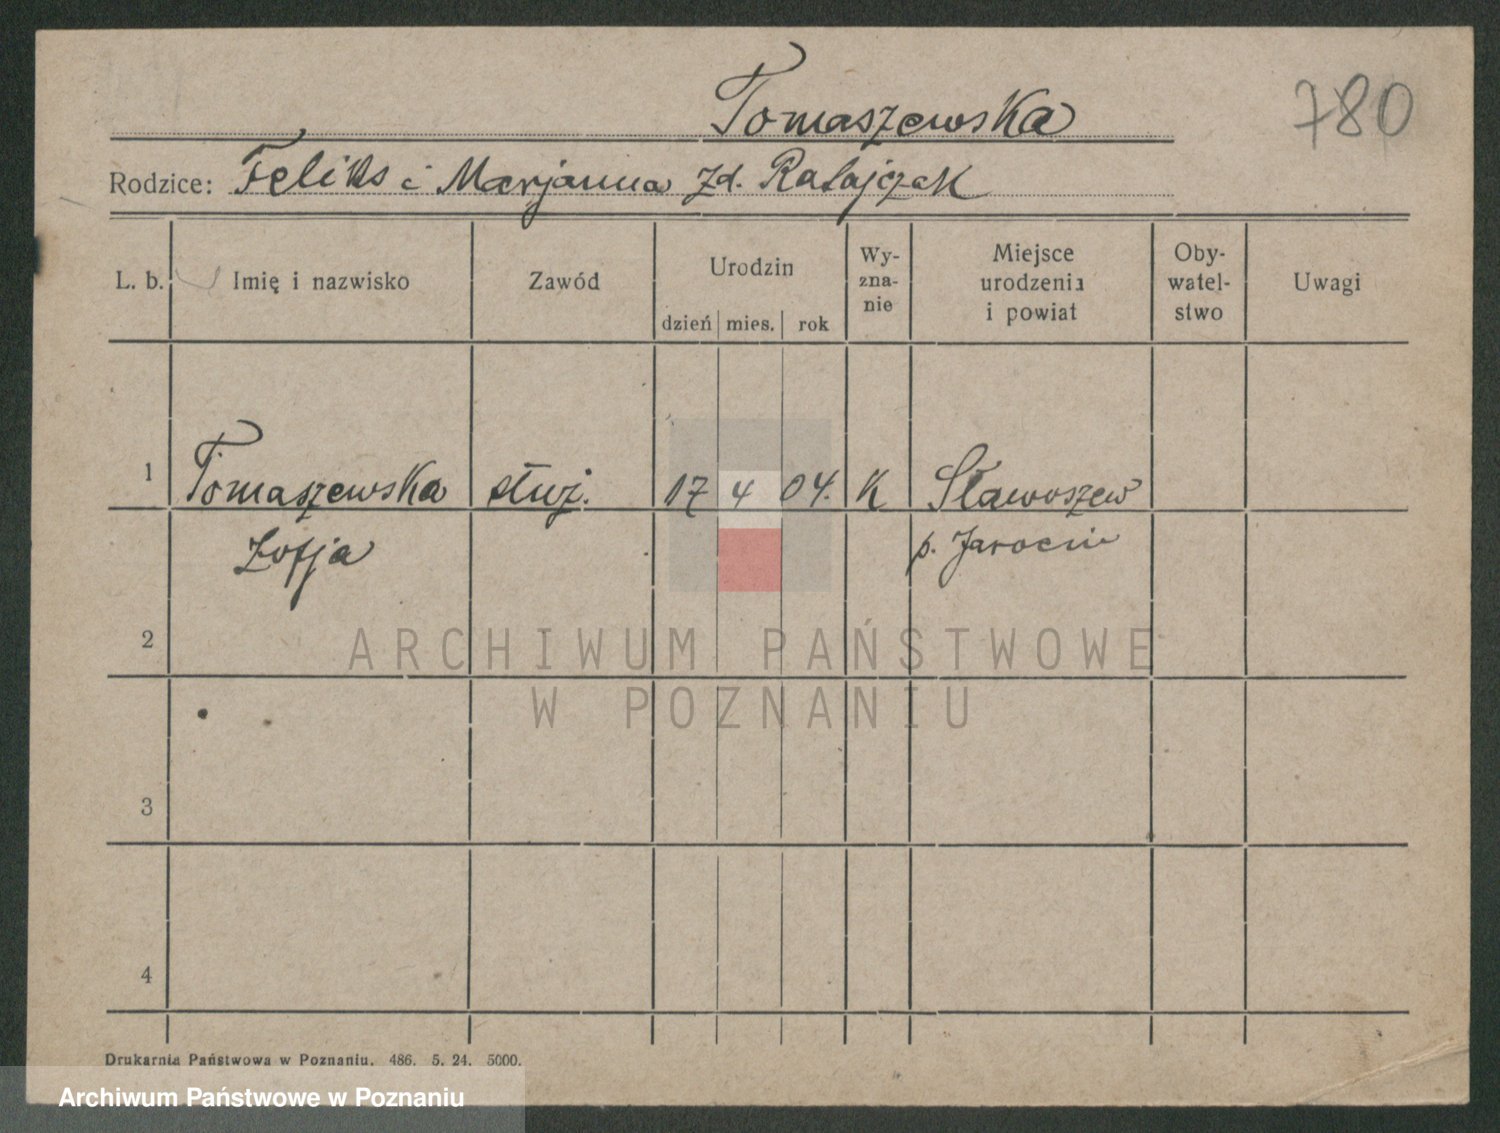 Tomaszewska
780
Rodzice: Feliks i Marjanna zd. Ratajczak
L. b. Imię i nazwisko Zawód Urodzin dzień mies. rok Wy-zna-nie Miejsce urodzenia i powiat Oby-watel-stwo Uwagi
1 Tomaszewska służ. 17 4 04. K Sławoszew
Zofja p. Jarocin
2
ARCHIWUM PAŃSTWOWE
W POZNANIU
3
4
Drukarnia Państwowa w Poznaniu. 486. 5. 24. 5000.
Archiwum Państwowe w Poznaniu